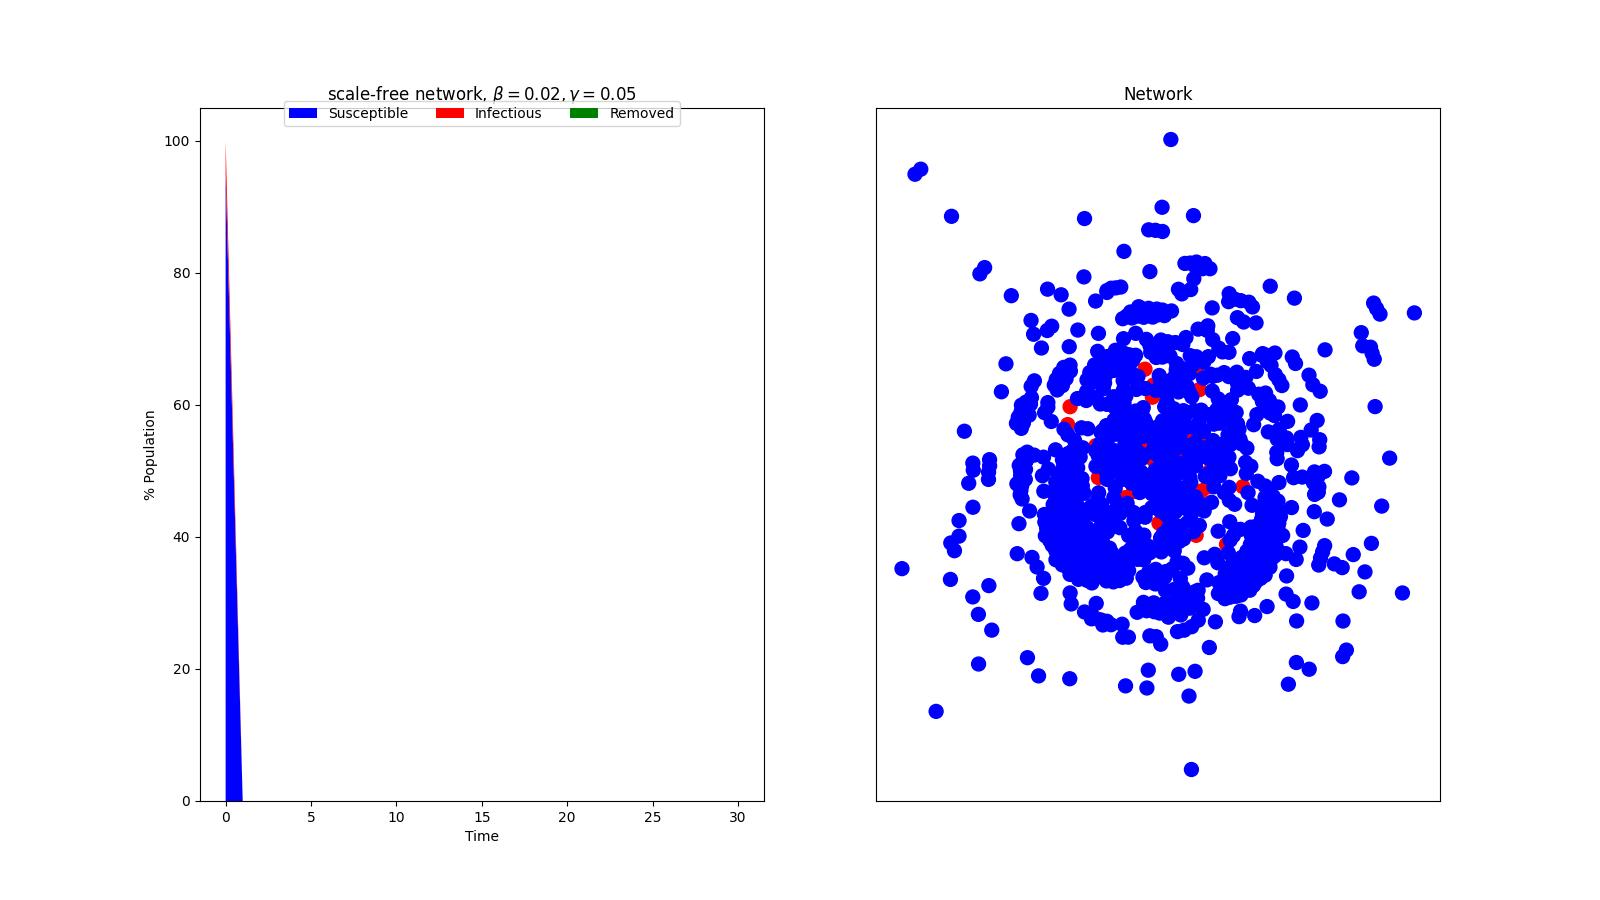 scale-free network, β = 0.02, γ = 0.05
Susceptible Infectious Removed
100
80
60
40
20
0
% Population
0 5 10 15 20 25 30
Time
Network